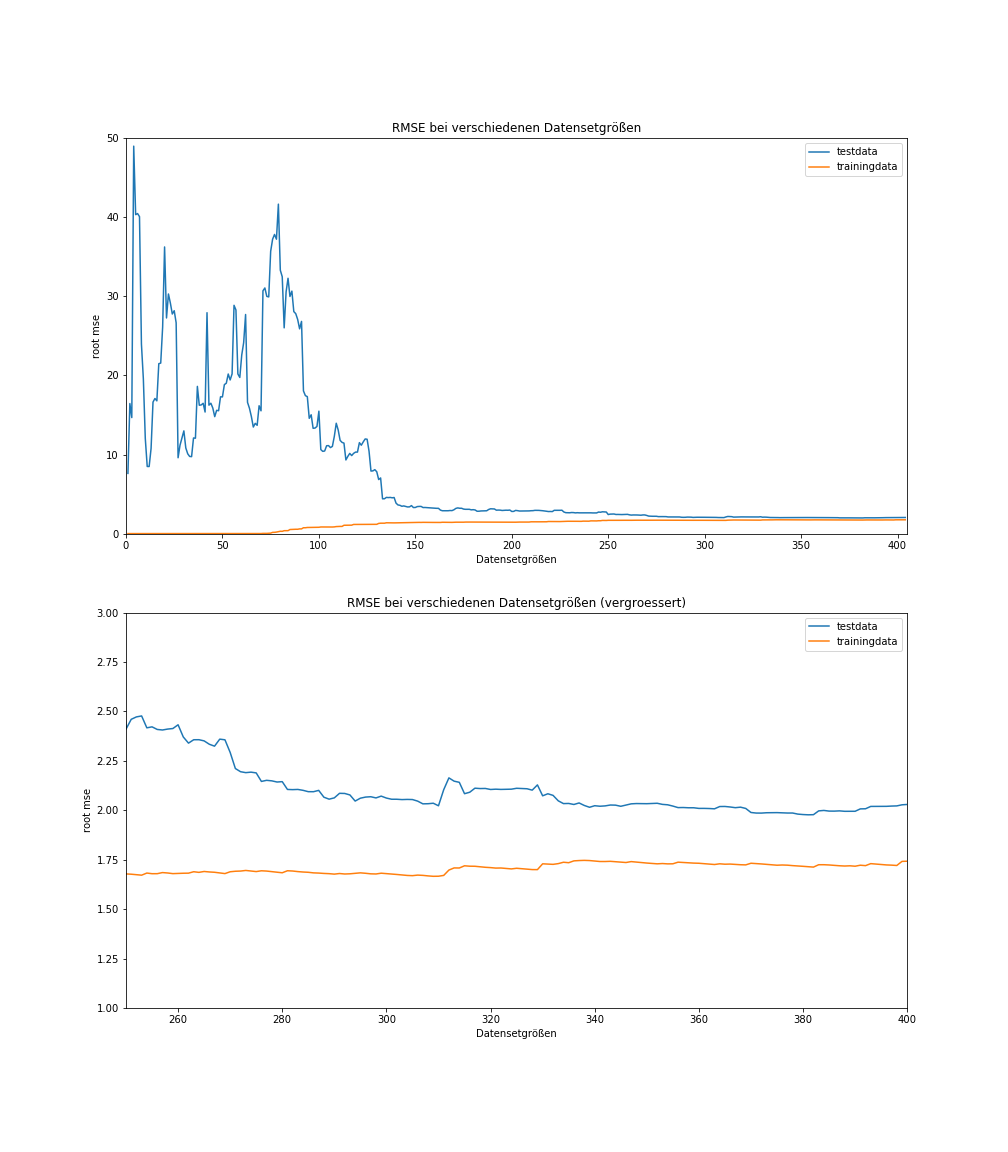 RMSE bei verschiedenen Datensetgrößen
50
40
30
20
10
0
root mse
testdata
trainingdata
0 50 100 150 200 250 300 350 400
Datensetgrößen
RMSE bei verschiedenen Datensetgrößen (vergroessert)
3.00
2.75
2.50
2.25
2.00
1.75
1.50
1.25
1.00
root mse
testdata
trainingdata
260 280 300 320 340 360 380 400
Datensetgrößen